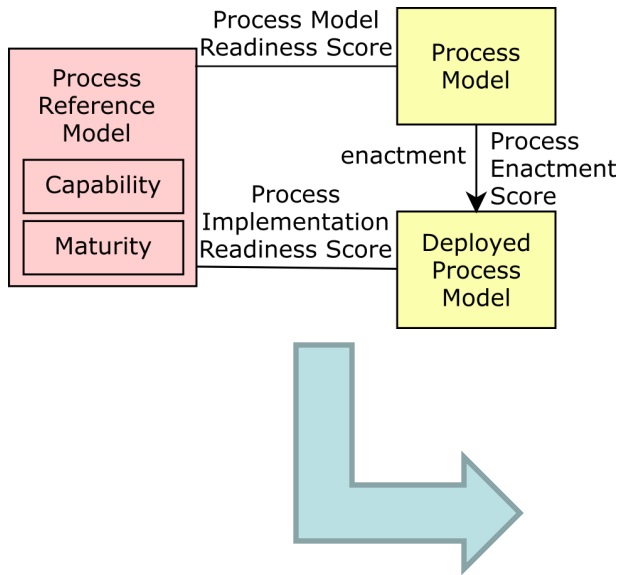 Process Model
Readiness Score
Process
Reference
Model
Capability
Maturity
Process
Model
enactment
Process
Enactment
Score
Process
Implementation
Readiness Score
Deployed
Process
Model